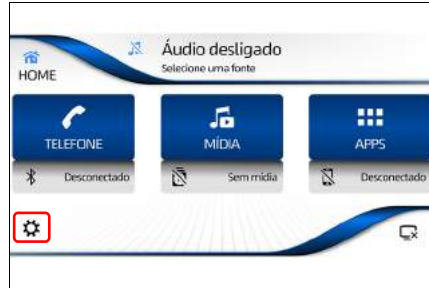 Áudio desligado
HOME
Selecione uma fonte
TELEFONE
MÍDIA
APPS
Desconectado
Sem mídia
Desconectado